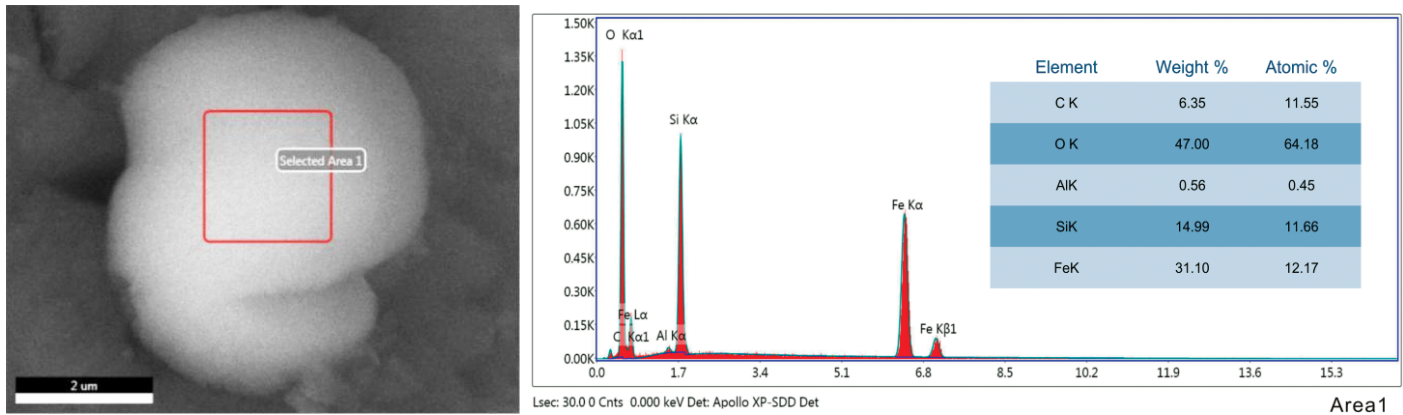 Selected Area 1
2 um
1.50K
1.35K
1.20K
1.05K
0.90K
0.75K
0.60K
0.45K
0.30K
0.15K
0.00K
O Kα1
Si Kα
Fe Kα
Fe Lα
C Kα1
Al Kα
Fe Kβ1
Element Weight % Atomic %
C K 6.35 11.55
O K 47.00 64.18
AlK 0.56 0.45
SiK 14.99 11.66
FeK 31.10 12.17
0.0 1.7 3.4 5.1 6.8 8.5 10.2 11.9 13.6 15.3
Lsec: 30.0 0 Cnts 0.000 keV Det: Apollo XP-SDD Det
Area1